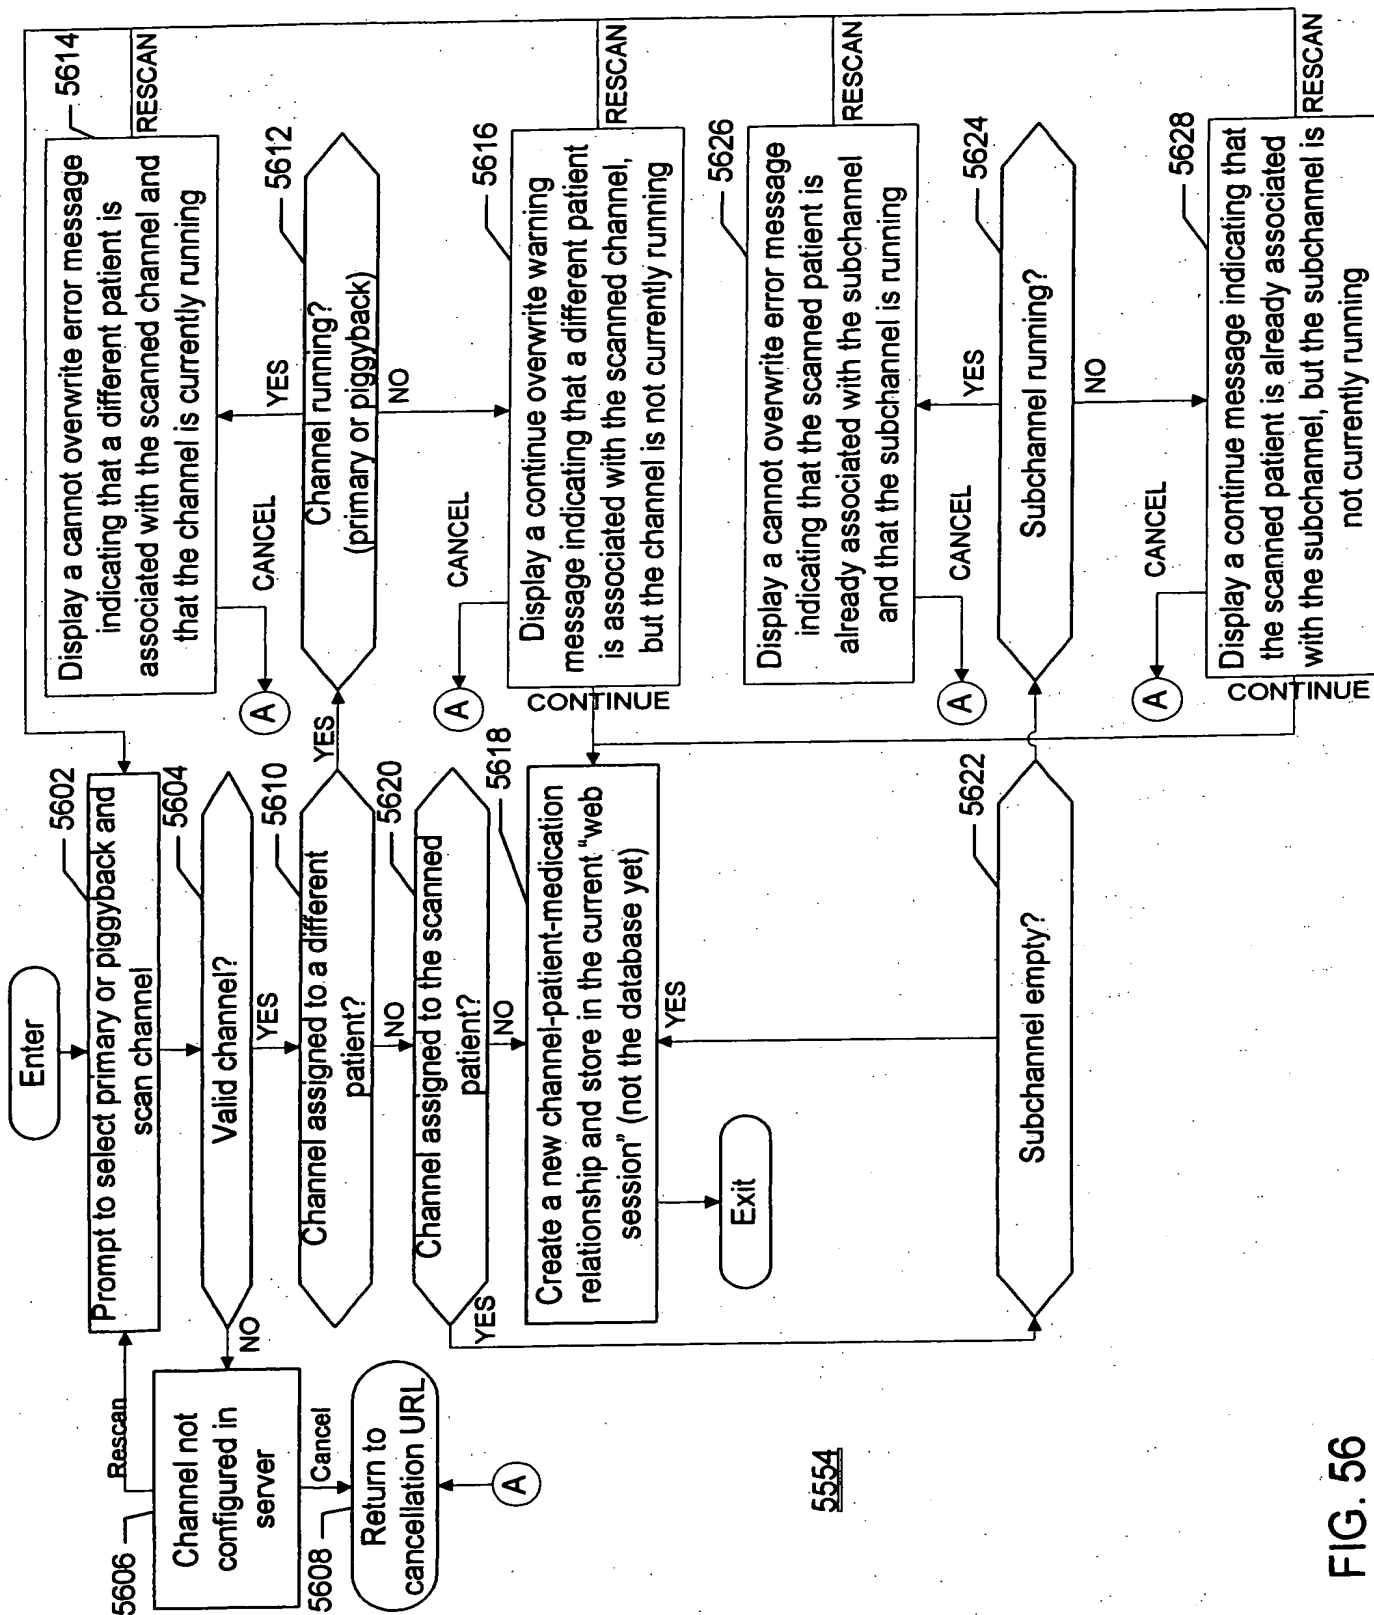 Enter
5602
Prompt to select primary or piggyback and
scan channel
5604
Valid channel?
NO
YES
Rescan
5606
Channel not
configured in
server
Cancel
5608
Return to
cancellation URL
A
5610
Channel assigned to a different
patient?
YES
NO
5620
Channel assigned to the scanned
patient?
YES
NO
5618
Create a new channel-patient-medication
relationship and store in the current "web
session" (not the database yet)
YES
Exit
5622
Subchannel empty?
5614
Display a cannot overwrite error message
indicating that a different patient is
associated with the scanned channel and
that the channel is currently running
RESCAN
CANCEL
A
YES
5612
Channel running?
(primary or piggyback)
NO
5616
Display a continue overwrite warning
message indicating that a different patient
is associated with the scanned channel,
but the channel is not currently running
RESCAN
CANCEL
A
CONTINUE
5626
Display a cannot overwrite error message
indicating that the scanned patient is
already associated with the subchannel
and that the subchannel is running
RESCAN
CANCEL
A
YES
5624
Subchannel running?
NO
5628
Display a continue message indicating that
the scanned patient is already associated
with the subchannel, but the subchannel is
not currently running
RESCAN
CANCEL
A
CONTINUE
5554
FIG. 56